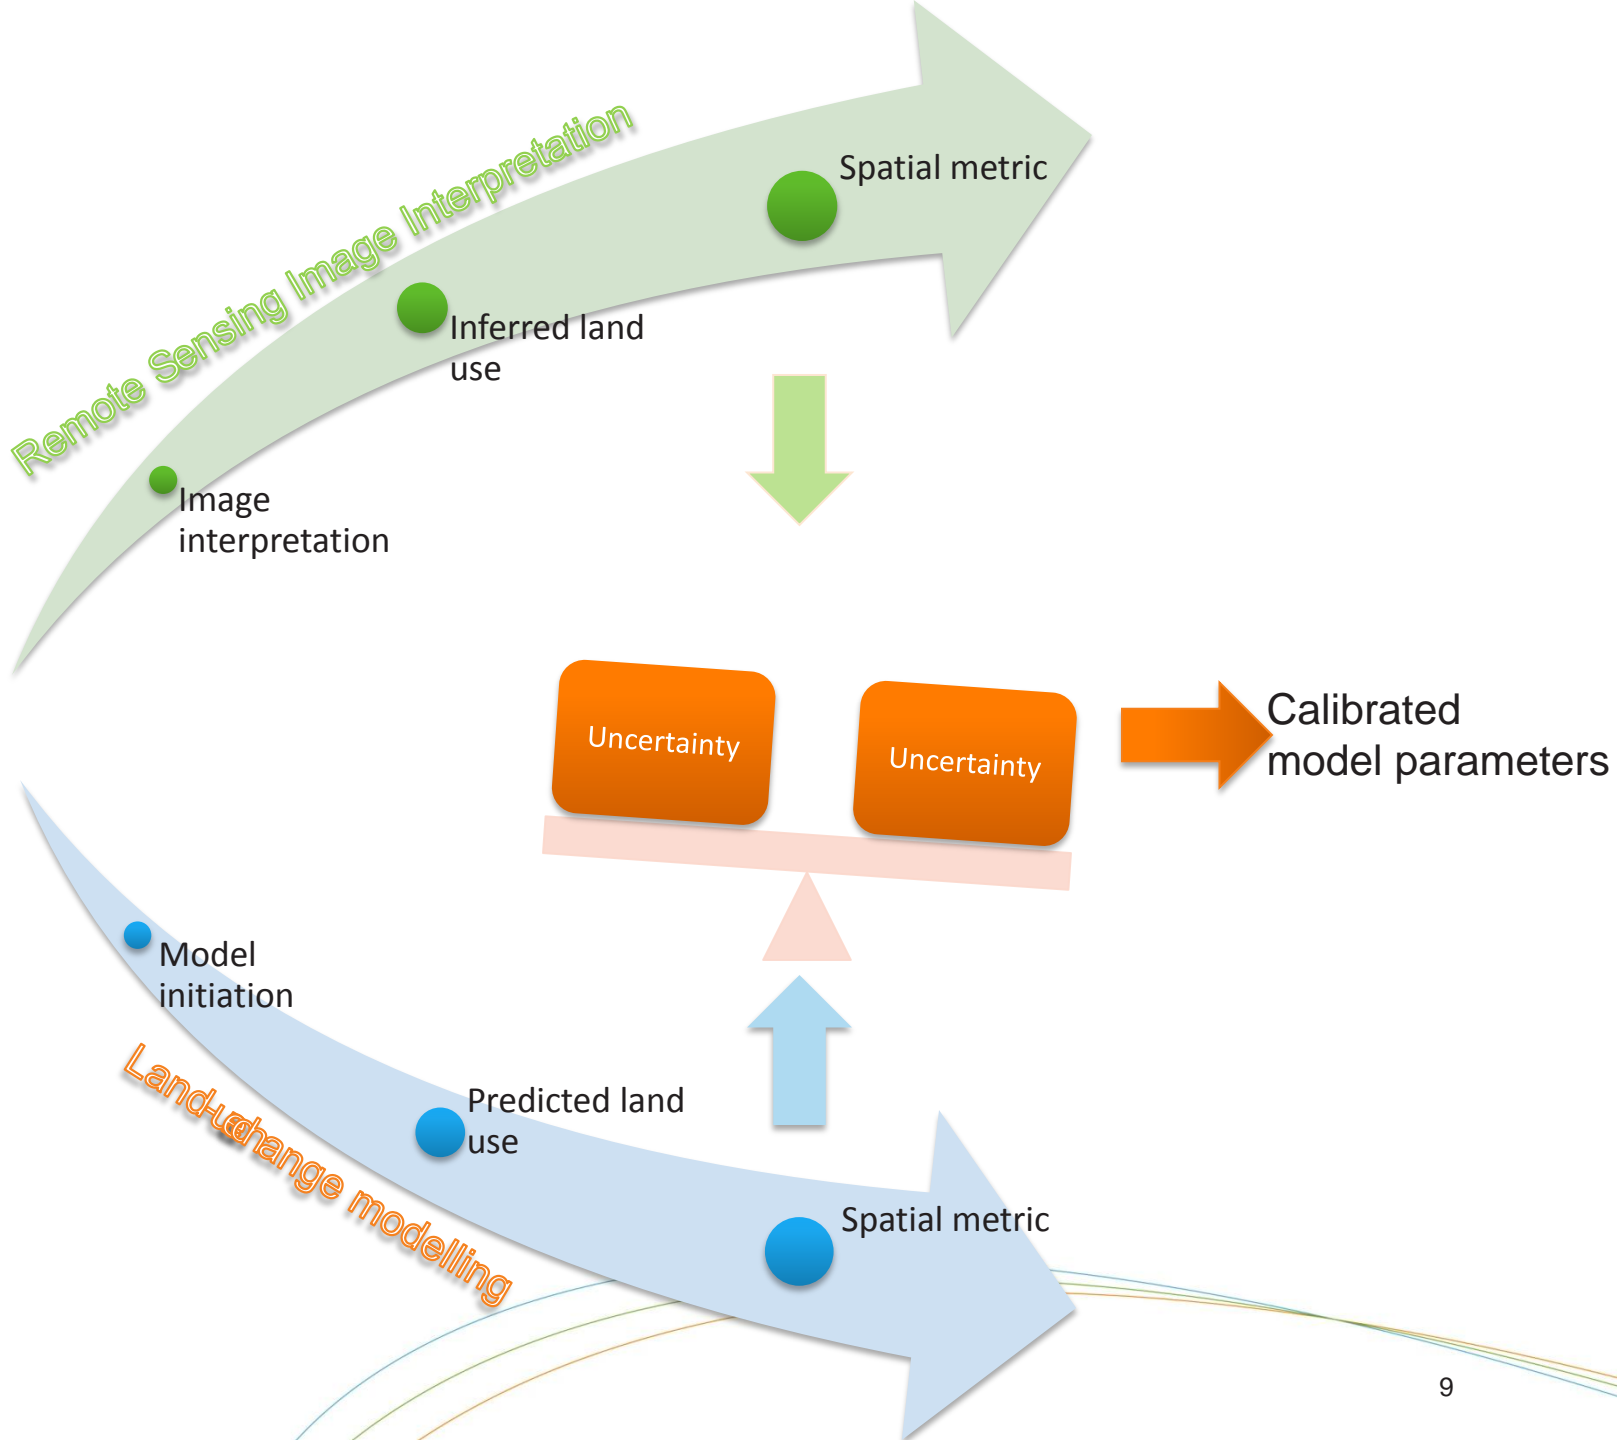 Remote Sensing Image Interpretation
Spatial metric
Inferred land
use
Image
interpretation
Uncertainty
Uncertainty
Calibrated
model parameters
Model
initiation
Land-u
change modelling
Predicted land
use
Spatial metric
9